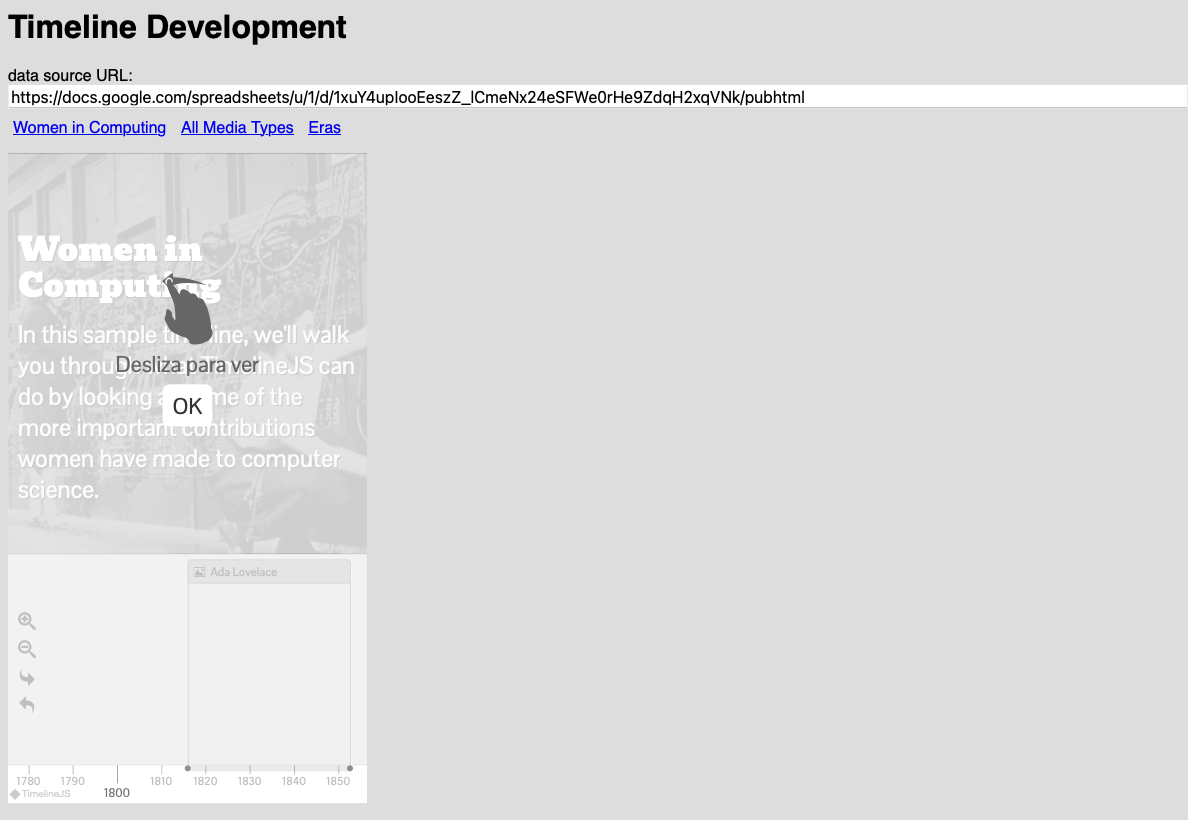 Timeline Development
data source URL:
https://docs.google.com/spreadsheets/u/1/d/1xuY4upIooEeszZ_lCmeNx24eSFWe0rHe9ZdqH2xqVNk/pubhtml
Women in Computing All Media Types Eras
Women in
Computing
In this sample timeline, we'll walk
you through TimelineJS can
Desliza para ver
do by looking at some of the
OK
more important contributions
women have made to computer
science.
Ada Lovelace
1780 1790 1800 1810 1820 1830 1840 1850
TimelineJS